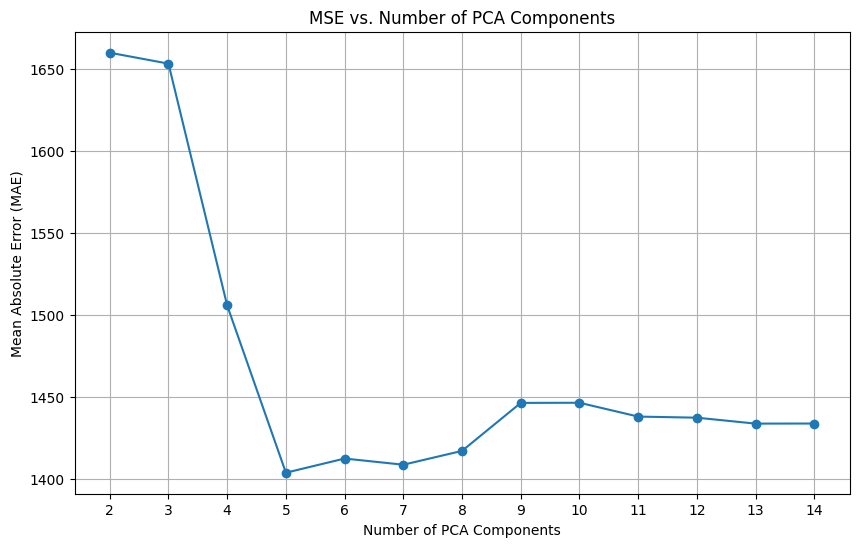 MSE vs. Number of PCA Components
Mean Absolute Error (MAE)
1650
1600
1550
1500
1450
1400
2 3 4 5 6 7 8 9 10 11 12 13 14
Number of PCA Components